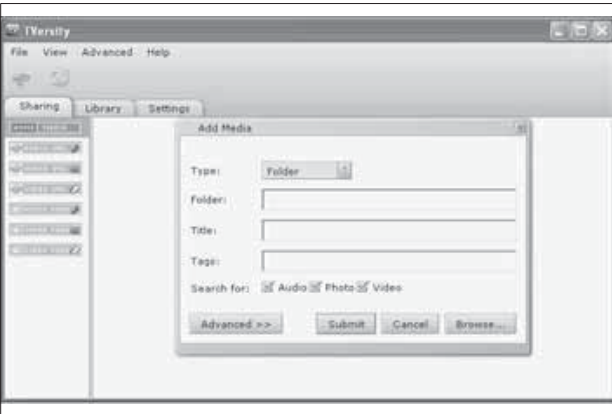 TVersity
File View Advanced Help
Sharing Library Settings
Add Media
Type: Folder
Folder:
Title:
Tags:
Search for: Audio Photo Video
Advanced >> Submit Cancel Browse...